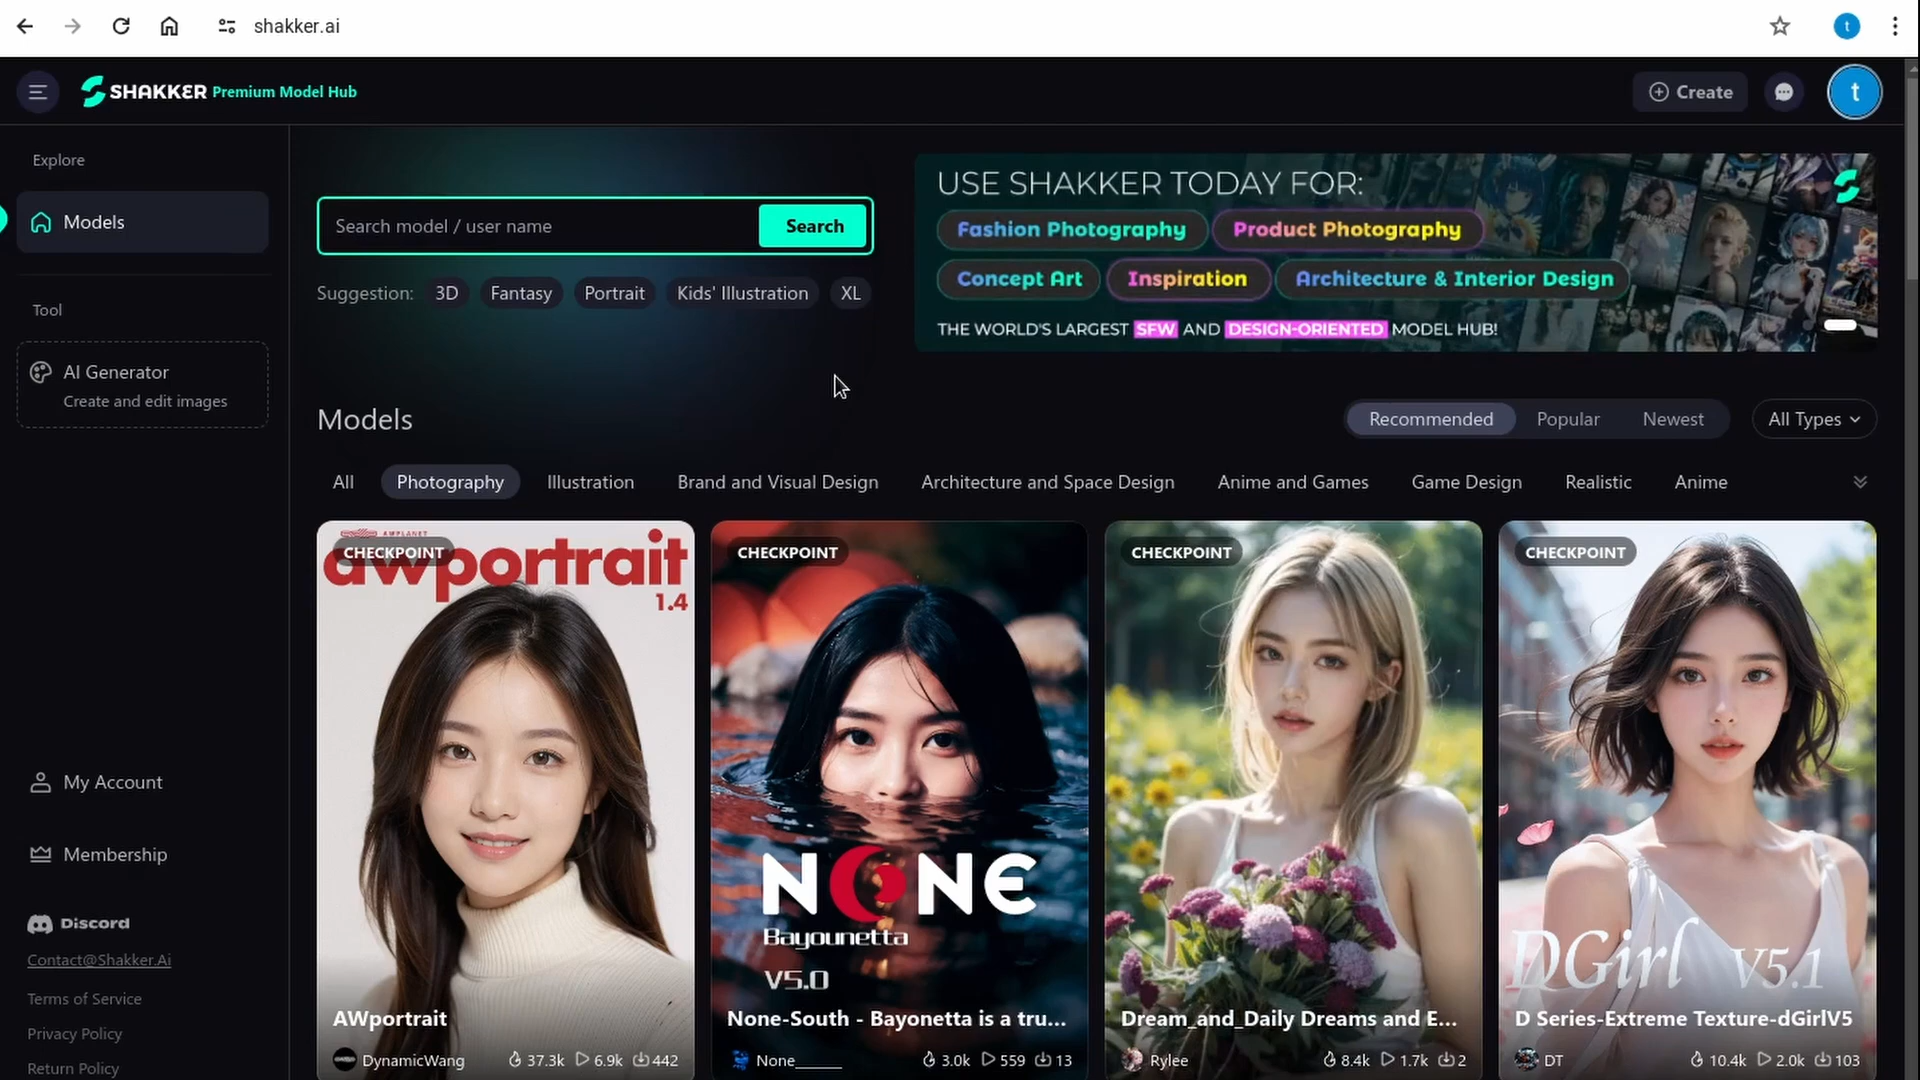 shakker.ai
t
SHAKKER Premium Model Hub
Create
t
Explore
Models
Tool
AI Generator
Create and edit images
My Account
Membership
Discord
Contact@Shakker.Ai
Terms of Service
Privacy Policy
Return Policy
Search model / user name
Search
Suggestion: 3D Fantasy Portrait Kids' Illustration XL
USE SHAKKER TODAY FOR:
Fashion Photography Product Photography
Concept Art Inspiration Architecture & Interior Design
THE WORLD'S LARGEST SFW AND DESIGN-ORIENTED MODEL HUB!
Models
Recommended Popular Newest All Types
All Photography Illustration Brand and Visual Design Architecture and Space Design Anime and Games Game Design Realistic Anime
CHECKPOINT
AWPLANET
awportrait
1.4
AWportrait
DynamicWang 37.3k 6.9k 442
CHECKPOINT
NONE
Bayounetta
V5.0
None-South - Bayonetta is a tru...
None______ 3.0k 559 13
CHECKPOINT
Dream_and_Daily Dreams and E...
Rylee 8.4k 1.7k 2
CHECKPOINT
DGirl V5.1
D Series-Extreme Texture-dGirlV5
DT 10.4k 2.0k 103